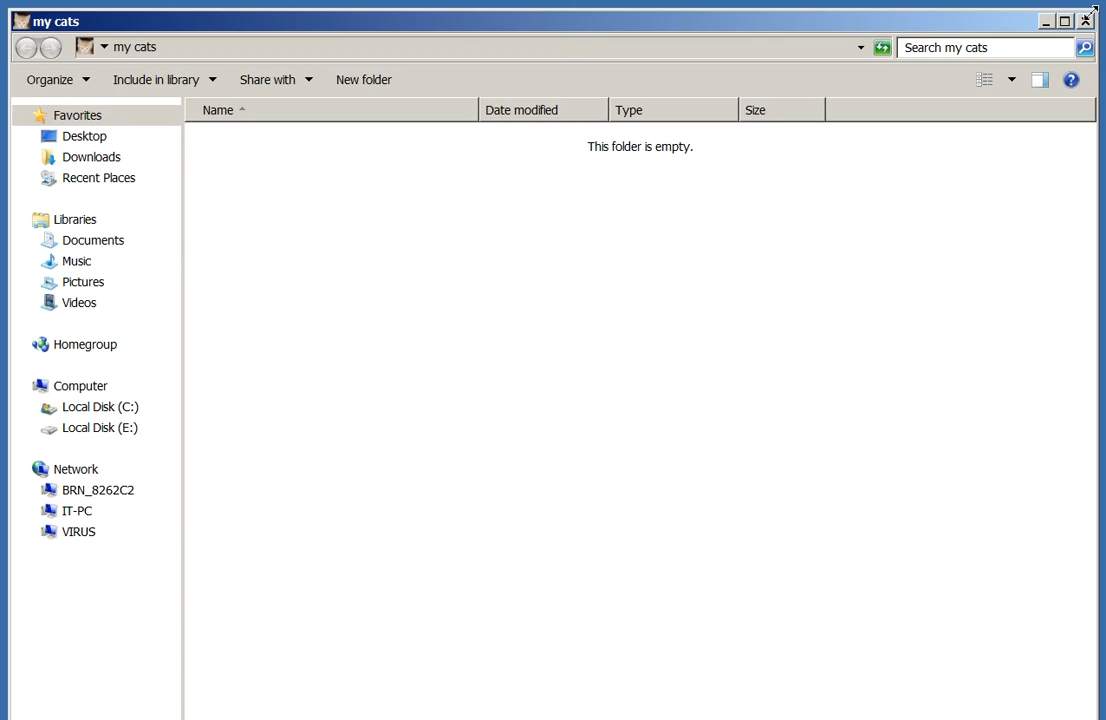 my cats
my cats
Search my cats
Organize Include in library Share with New folder
Name Date modified Type Size
This folder is empty.
Favorites
Desktop
Downloads
Recent Places
Libraries
Documents
Music
Pictures
Videos
Homegroup
Computer
Local Disk (C:)
Local Disk (E:)
Network
BRN_8262C2
IT-PC
VIRUS